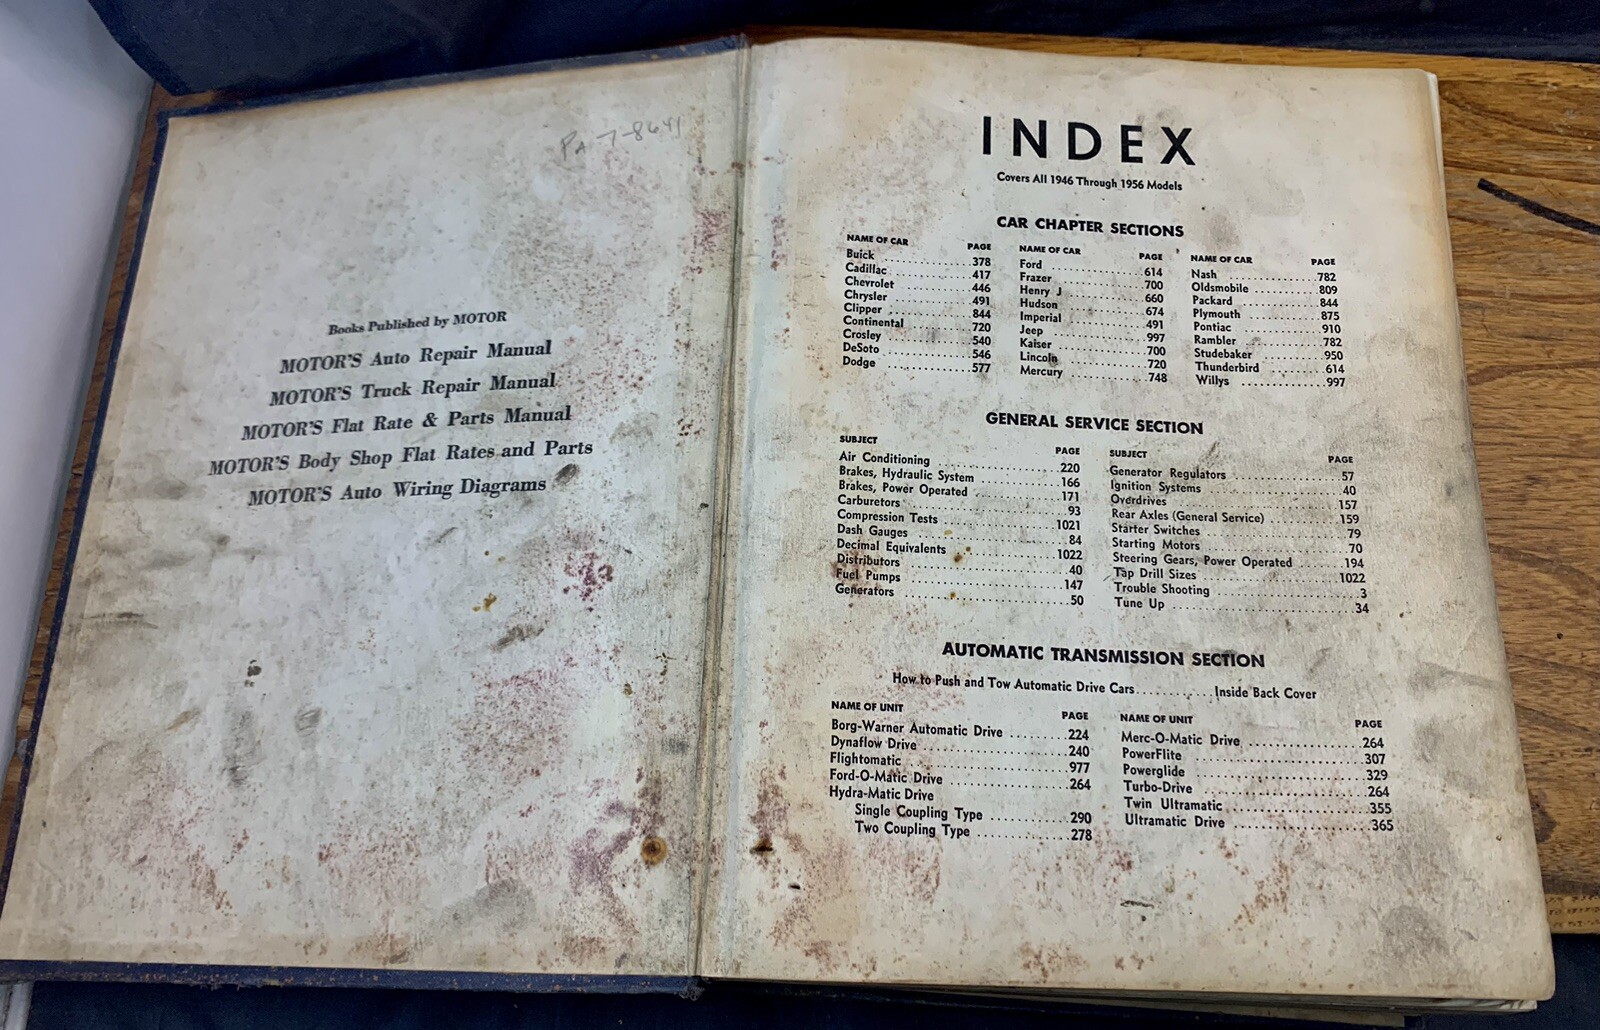 PA 7-8641
Books Published by MOTOR
MOTOR'S Auto Repair Manual
MOTOR'S Truck Repair Manual
MOTOR'S Flat Rate & Parts Manual
MOTOR'S Body Shop Flat Rates and Parts
MOTOR'S Auto Wiring Diagrams
INDEX
Covers All 1946 Through 1956 Models
CAR CHAPTER SECTIONS
NAME OF CAR PAGE
Buick 378
Cadillac 417
Chevrolet 446
Chrysler 491
Clipper 844
Continental 720
Crosley 540
DeSoto 546
Dodge 577
NAME OF CAR PAGE
Ford 614
Frazer 700
Henry J 660
Hudson 674
Imperial 491
Jeep 997
Kaiser 700
Lincoln 720
Mercury 748
NAME OF CAR PAGE
Nash 782
Oldsmobile 809
Packard 844
Plymouth 875
Pontiac 910
Rambler 782
Studebaker 950
Thunderbird 614
Willys 997
GENERAL SERVICE SECTION
SUBJECT PAGE
Air Conditioning 220
Brakes, Hydraulic System 166
Brakes, Power Operated 171
Carburetors 93
Compression Tests 1021
Dash Gauges 84
Decimal Equivalents 1022
Distributors 40
Fuel Pumps 147
Generators 50
SUBJECT PAGE
Generator Regulators 57
Ignition Systems 40
Overdrives 157
Rear Axles (General Service) 159
Starter Switches 79
Starting Motors 70
Steering Gears, Power Operated 194
Tap Drill Sizes 1022
Trouble Shooting 3
Tune Up 34
AUTOMATIC TRANSMISSION SECTION
How to Push and Tow Automatic Drive Cars Inside Back Cover
NAME OF UNIT PAGE
Borg-Warner Automatic Drive 224
Dynaflow Drive 240
Flightomatic 977
Ford-O-Matic Drive 264
Hydra-Matic Drive
Single Coupling Type 290
Two Coupling Type 278
NAME OF UNIT PAGE
Merc-O-Matic Drive 264
PowerFlite 307
Powerglide 329
Turbo-Drive 264
Twin Ultramatic 355
Ultramatic Drive 365